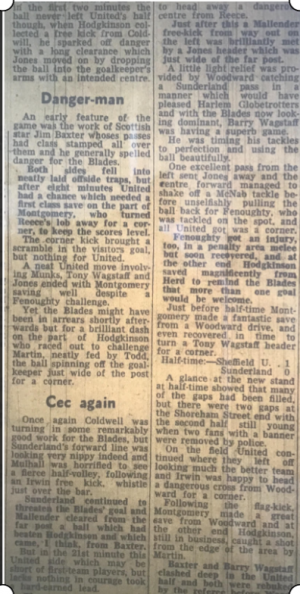 in the first two minutes the
ball never left United's half
though, when Hodgkinson col-
lected a free kick from Cold-
well, he sparked off danger
with a long clearance which
Jones moved on by dropping
the ball into the goalkeeper's
arms with an intended centre.
Danger-man
An early feature of the
game was the work of Scottish
star Jim Baxter whose passes
had class stamped all over
them and he generally spelled
danger for the Blades.
Both sides fell into
neatly laid offside traps, but
after eight minutes United
had a chance which needed a
first class save on the part of
Montgomery, who turned
Reece's lob away for a cor-
ner, to keep the scores level.
The corner kick brought a
scramble in the visitor's goal,
but nothing for United.
A neat United move involv-
ing Munks, Tony Wagstaff and
Jones ended with Montgomery
saving well despite a
Fenoughty challenge.
Yet the Blades might have
been in arrears shortly after-
wards but for a brilliant dash
on the part of Hodgkinson
who raced out to challenge
Martin, neatly fed by Todd,
the ball spinning off the goal-
keeper just wide of the post
for a corner.
Cec again
Once again Coldwell was
turning in some remarkably
good work for the Blades, but
Sunderland's forward line was
looking very nippy indeed and
Mulhall was horrified to see
a fierce half-volley, following
an Irwin free kick, whistle
just over the bar.
Sunderland continued to
threaten the Blades' goal and
Mallender cleared from the
far post a ball which had
beaten Hodgkinson and which
came, I think, from Baxter.
But in the 21st minute this
United side which may be
short of exuberant players, but
lacks nothing in courage took
a hard-earned lead.
to head away a dangerous
centre from Reece.
Just after this a Mallender
free-kick from way out on
the left was brilliantly met
by a Jones header which was
just wide of the far post.
A little light relief was pro-
vided by Woodward catching
a Sunderland pass in a
manner which would have
pleased Harlem Globetrotters
and with the Blades now look-
ing dominant, Barry Wagstaff
was having a superb game.
He was timing his tackles
to perfection and using the
ball beautifully.
One excellent pass from the
left sent Jones away and the
centre forward managed to
shake off a McNab tackle be-
fore unselfishly pulling the
ball back for Fenoughty, who
was tackled on the spot, and
all United got was a corner.
Fenoughty got an injury
too, in a penalty area melee
but soon recovered, and at
the other end Hodgkinson
saved magnificently from
Herd to remind the Blades
that more than one goal
would be welcome.
Just before half-time Mont-
gomery made a fantastic save
from a Woodward drive, and
even recovered in time to
turn a Tony Wagstaff header
for a corner.
Half-time:—Sheffield U. .1
Sunderland 0
A glance at the new stand
at half-time showed that many
of the gaps had been filled,
but there were two gaps at
the Shoreham Street end with
the second half still young
when two fans with a banner
were removed by police.
On the field United con-
tinued where they left off
looking much the better team
and Irwin was happy to head
a dangerous cross from Wood-
ward for a corner.
Following the flag-kick,
Montgomery made a great
save from Woodward and at
the other end Hodgkinson,
still in business, caught a shot
from the edge of the area by
Martin.
Baxter and Barry Wagstaff
clashed deep in the United
half and both were rebuked
by the referee